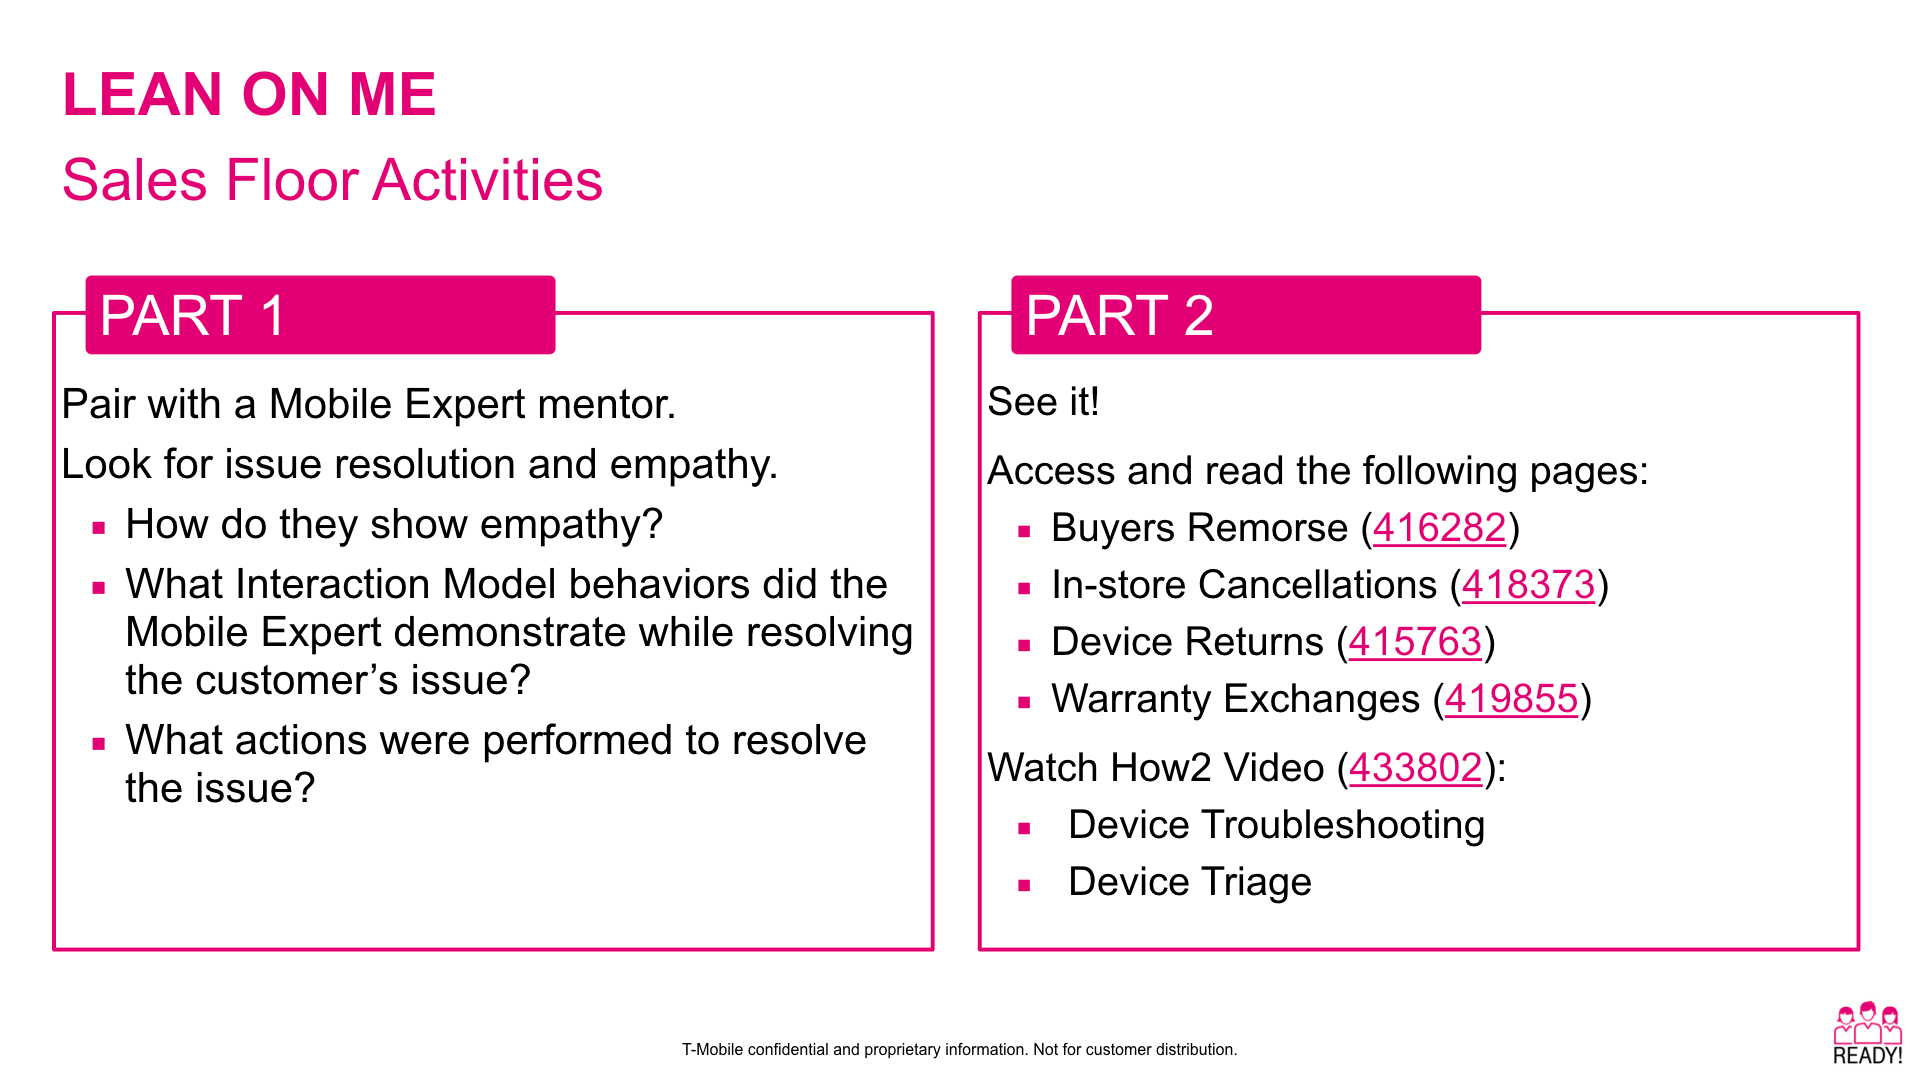 LEAN ON ME
Sales Floor Activities
PART 1
Pair with a Mobile Expert mentor.
Look for issue resolution and empathy.
▪ How do they show empathy?
▪ What Interaction Model behaviors did the
Mobile Expert demonstrate while resolving
the customer’s issue?
▪ What actions were performed to resolve
the issue?
PART 2
See it!
Access and read the following pages:
▪ Buyers Remorse (416282)
▪ In-store Cancellations (418373)
▪ Device Returns (415763)
▪ Warranty Exchanges (419855)
Watch How2 Video (433802):
▪ Device Troubleshooting
▪ Device Triage
T-Mobile confidential and proprietary information. Not for customer distribution.
READY!